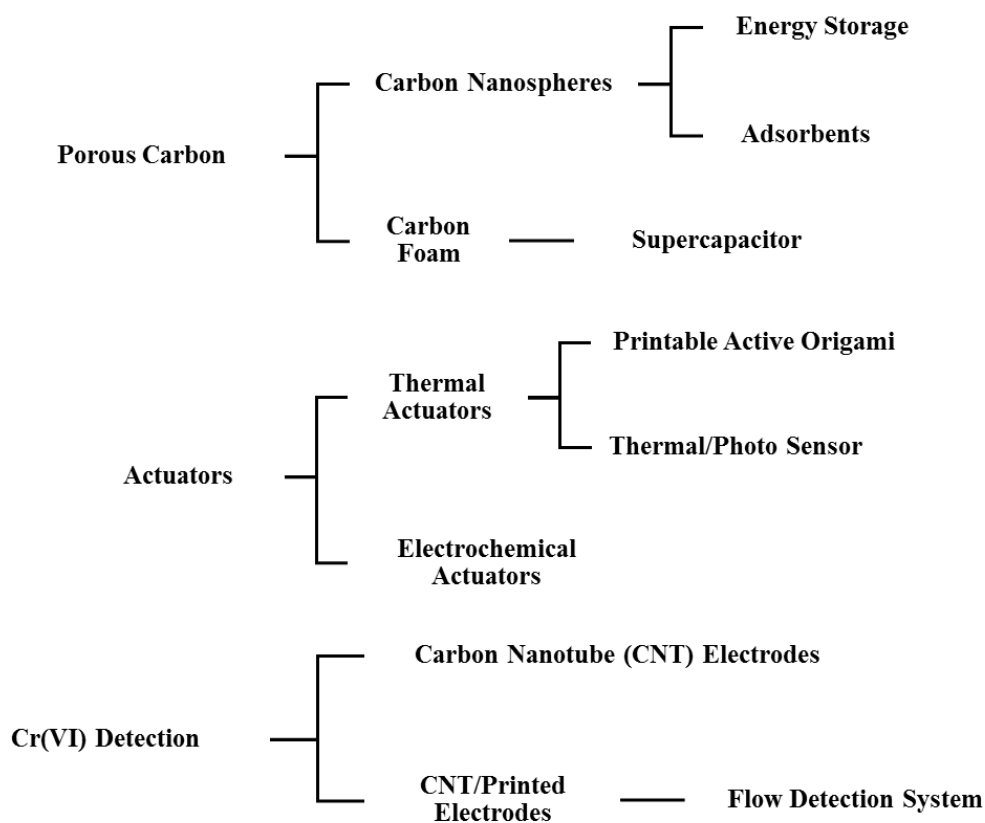 Energy Storage
Carbon Nanospheres
Adsorbents
Porous Carbon
Carbon
Foam
Supercapacitor
Printable Active Origami
Thermal
Actuators
Thermal/Photo Sensor
Actuators
Electrochemical
Actuators
Carbon Nanotube (CNT) Electrodes
Cr(VI) Detection
CNT/Printed
Electrodes
Flow Detection System